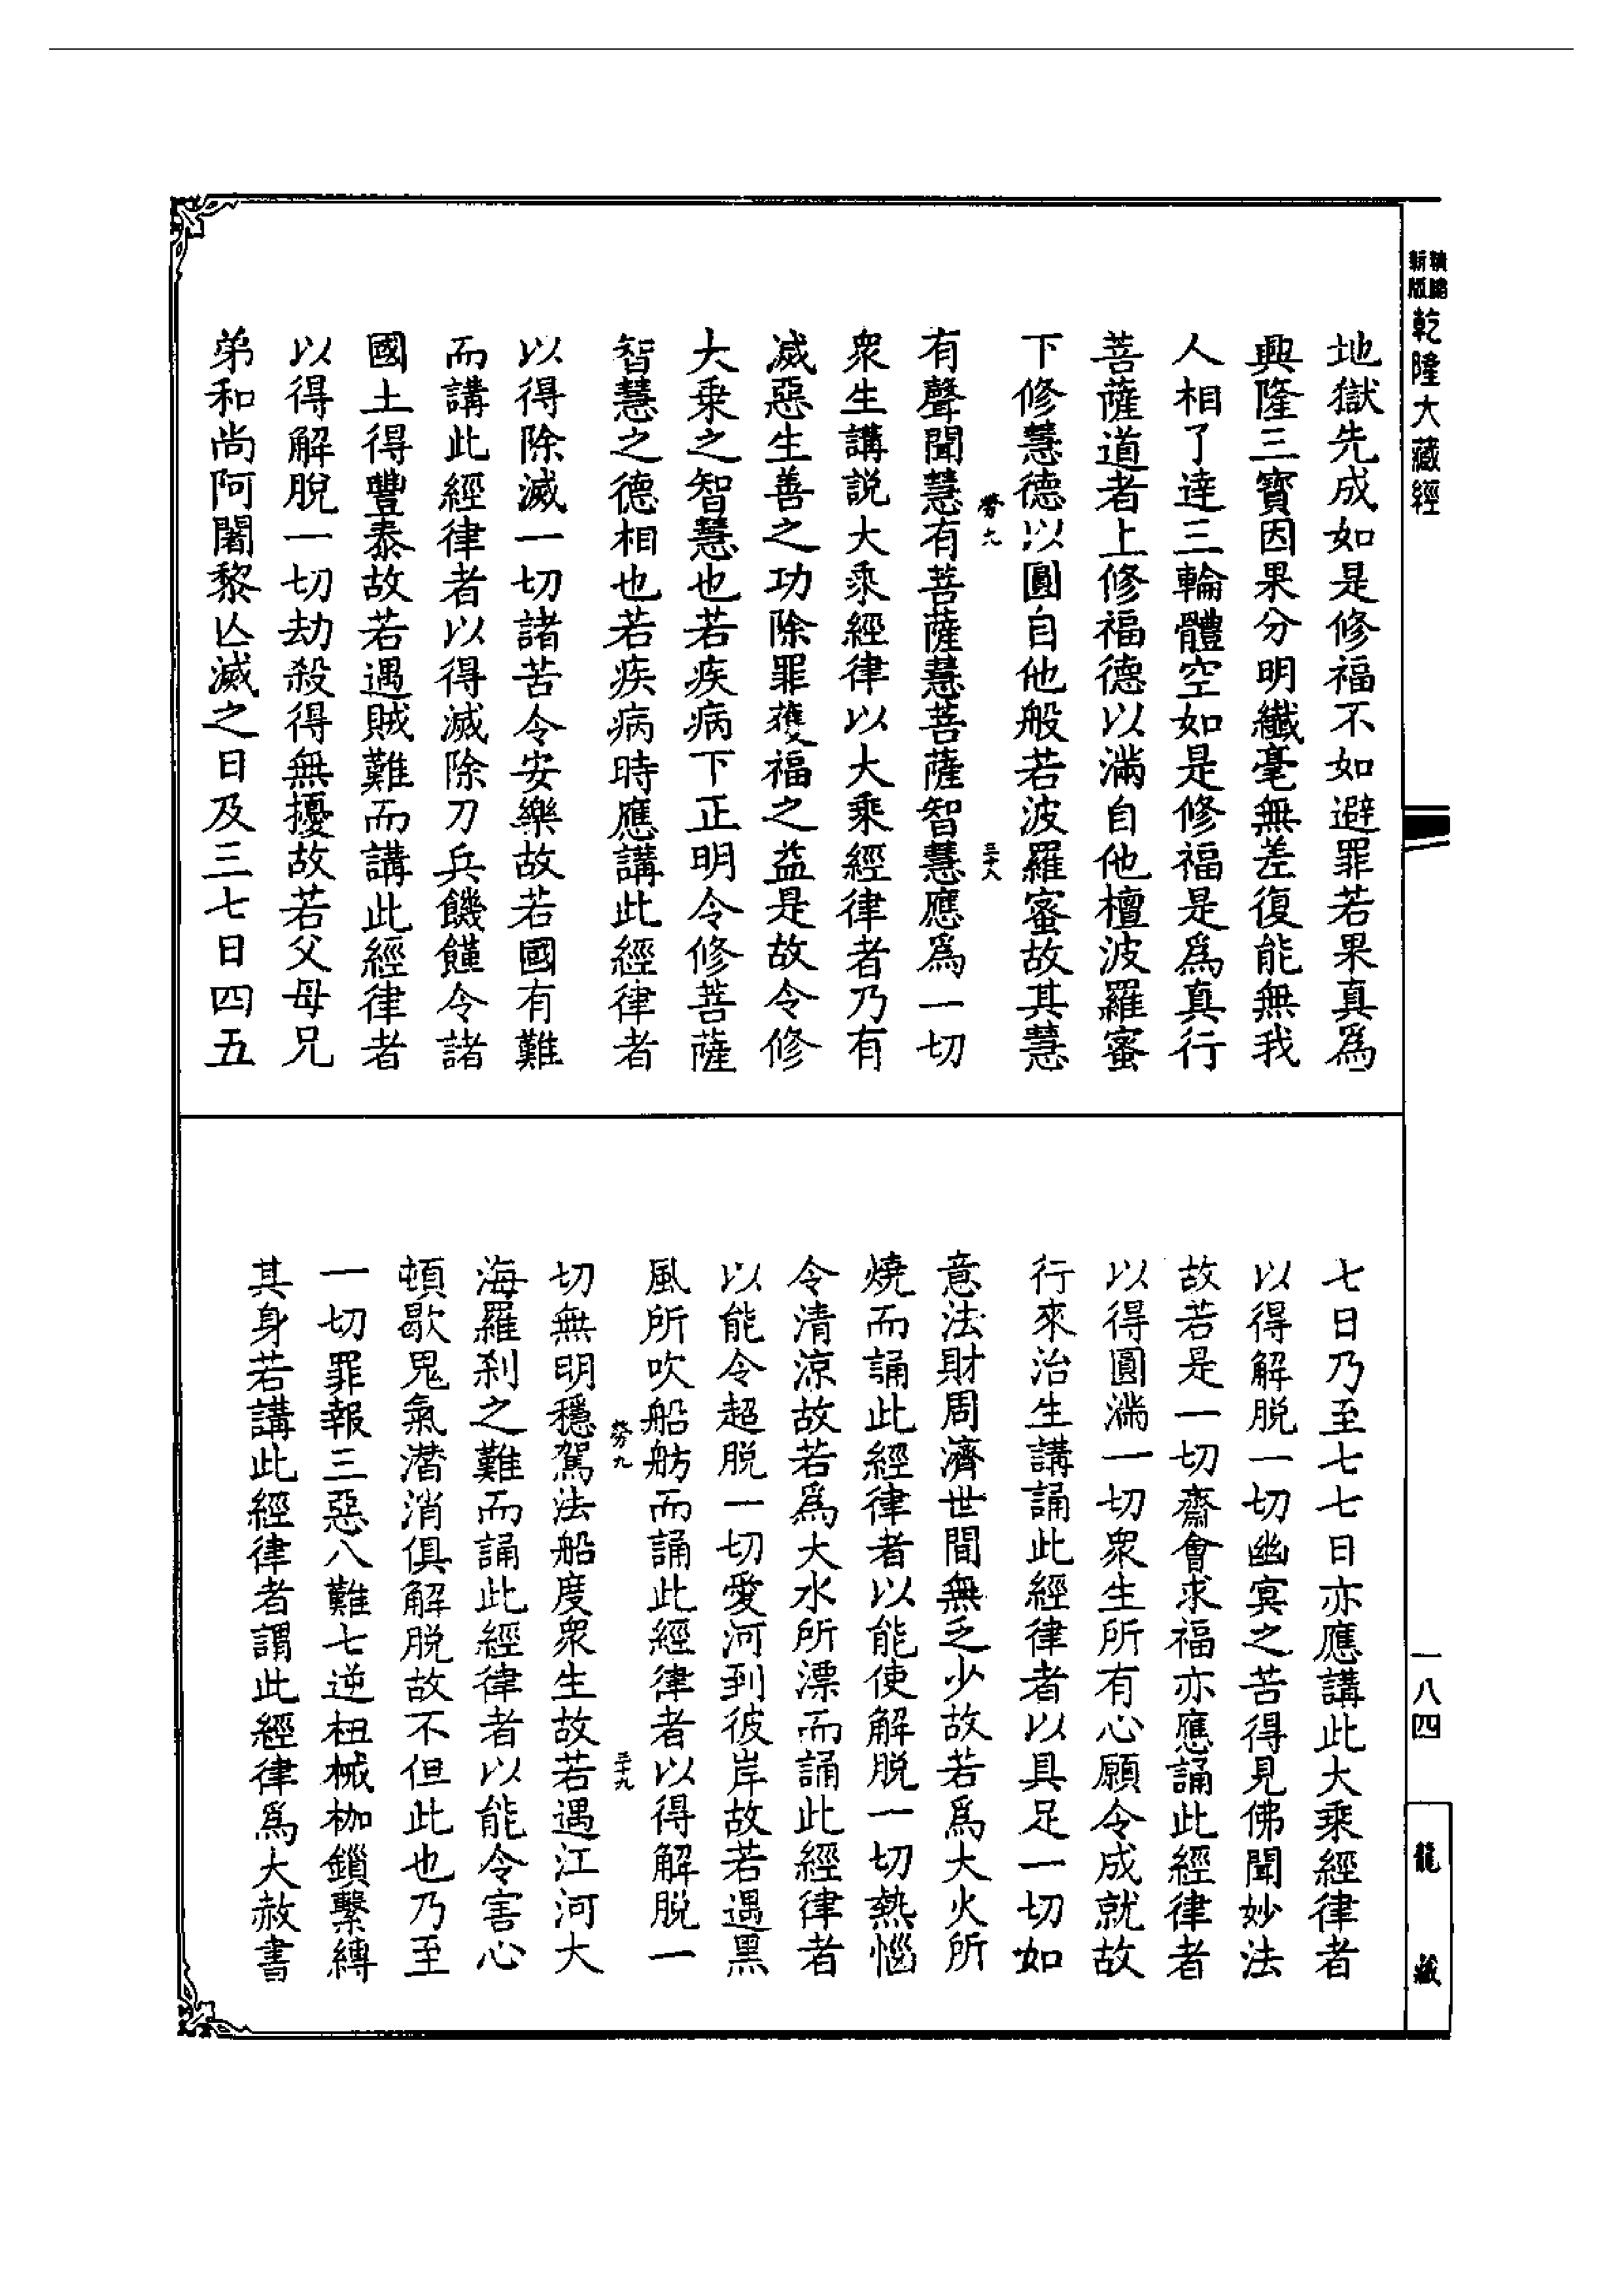 乾隆大藏經
地獄先成如是修福不如避罪若果真爲
興隆三寳因果分明纖毫無差復能無我
人相了達三輪體空如是修福是爲真行
菩薩道者上修福德以滿自他檀波羅蜜
下修慧德以圓自他般若波羅蜜故其慧
有聲聞慧有菩薩慧菩薩智慧應爲一切
衆生講説大乘經律以大乘經律者乃有
滅惡生善之功除罪獲福之益是故令修
大乗之智慧也若疾病下正明令修菩薩
智慧之德相也若疾病時應講此經律者
以得除滅一切諸苦令安樂故若國有難
而講此經律者以得滅除刀兵饑饉令諸
國土得豐泰故若遇賊難而講此經律者
以得解脫一切劫殺得無擾故若父母兄
弟和尚阿闍黎亾滅之日及三七日四五
七日乃至七七日亦應講此大乘經律者
以得解脱一切幽冥之苦得見佛聞妙法
故若是一切齋會求福亦應誦此經律者
以得圓滿一切衆生所有心願令成就故
行來治生講誦此經律者以具足一切如
意法財周濟世間無乏少故若爲大火所
燒而誦此經律者以能使解脱一切熱惱
令清涼故若爲大水所漂而誦此經律者
以能令超脱一切愛河到彼岸故若遇黑
風所吹船舫而誦此經律者以得解脱一
切無明穩駕法船度衆生故若遇江河大
海羅刹之難而誦此經律者以能令害心
頓歇鬼氣潛消俱解脱故不但此也乃至
一切罪報三惡八難七逆杻械枷鎖繫縛
其身若講此經律者謂此經律爲大赦書
一八四
龍藏